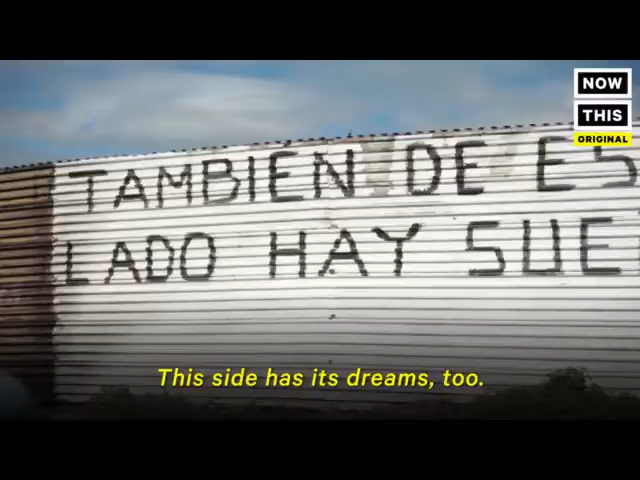 NOW
THIS
ORIGINAL
TAMBIÉN DE ES
LADO HAY SUE
This side has its dreams, too.